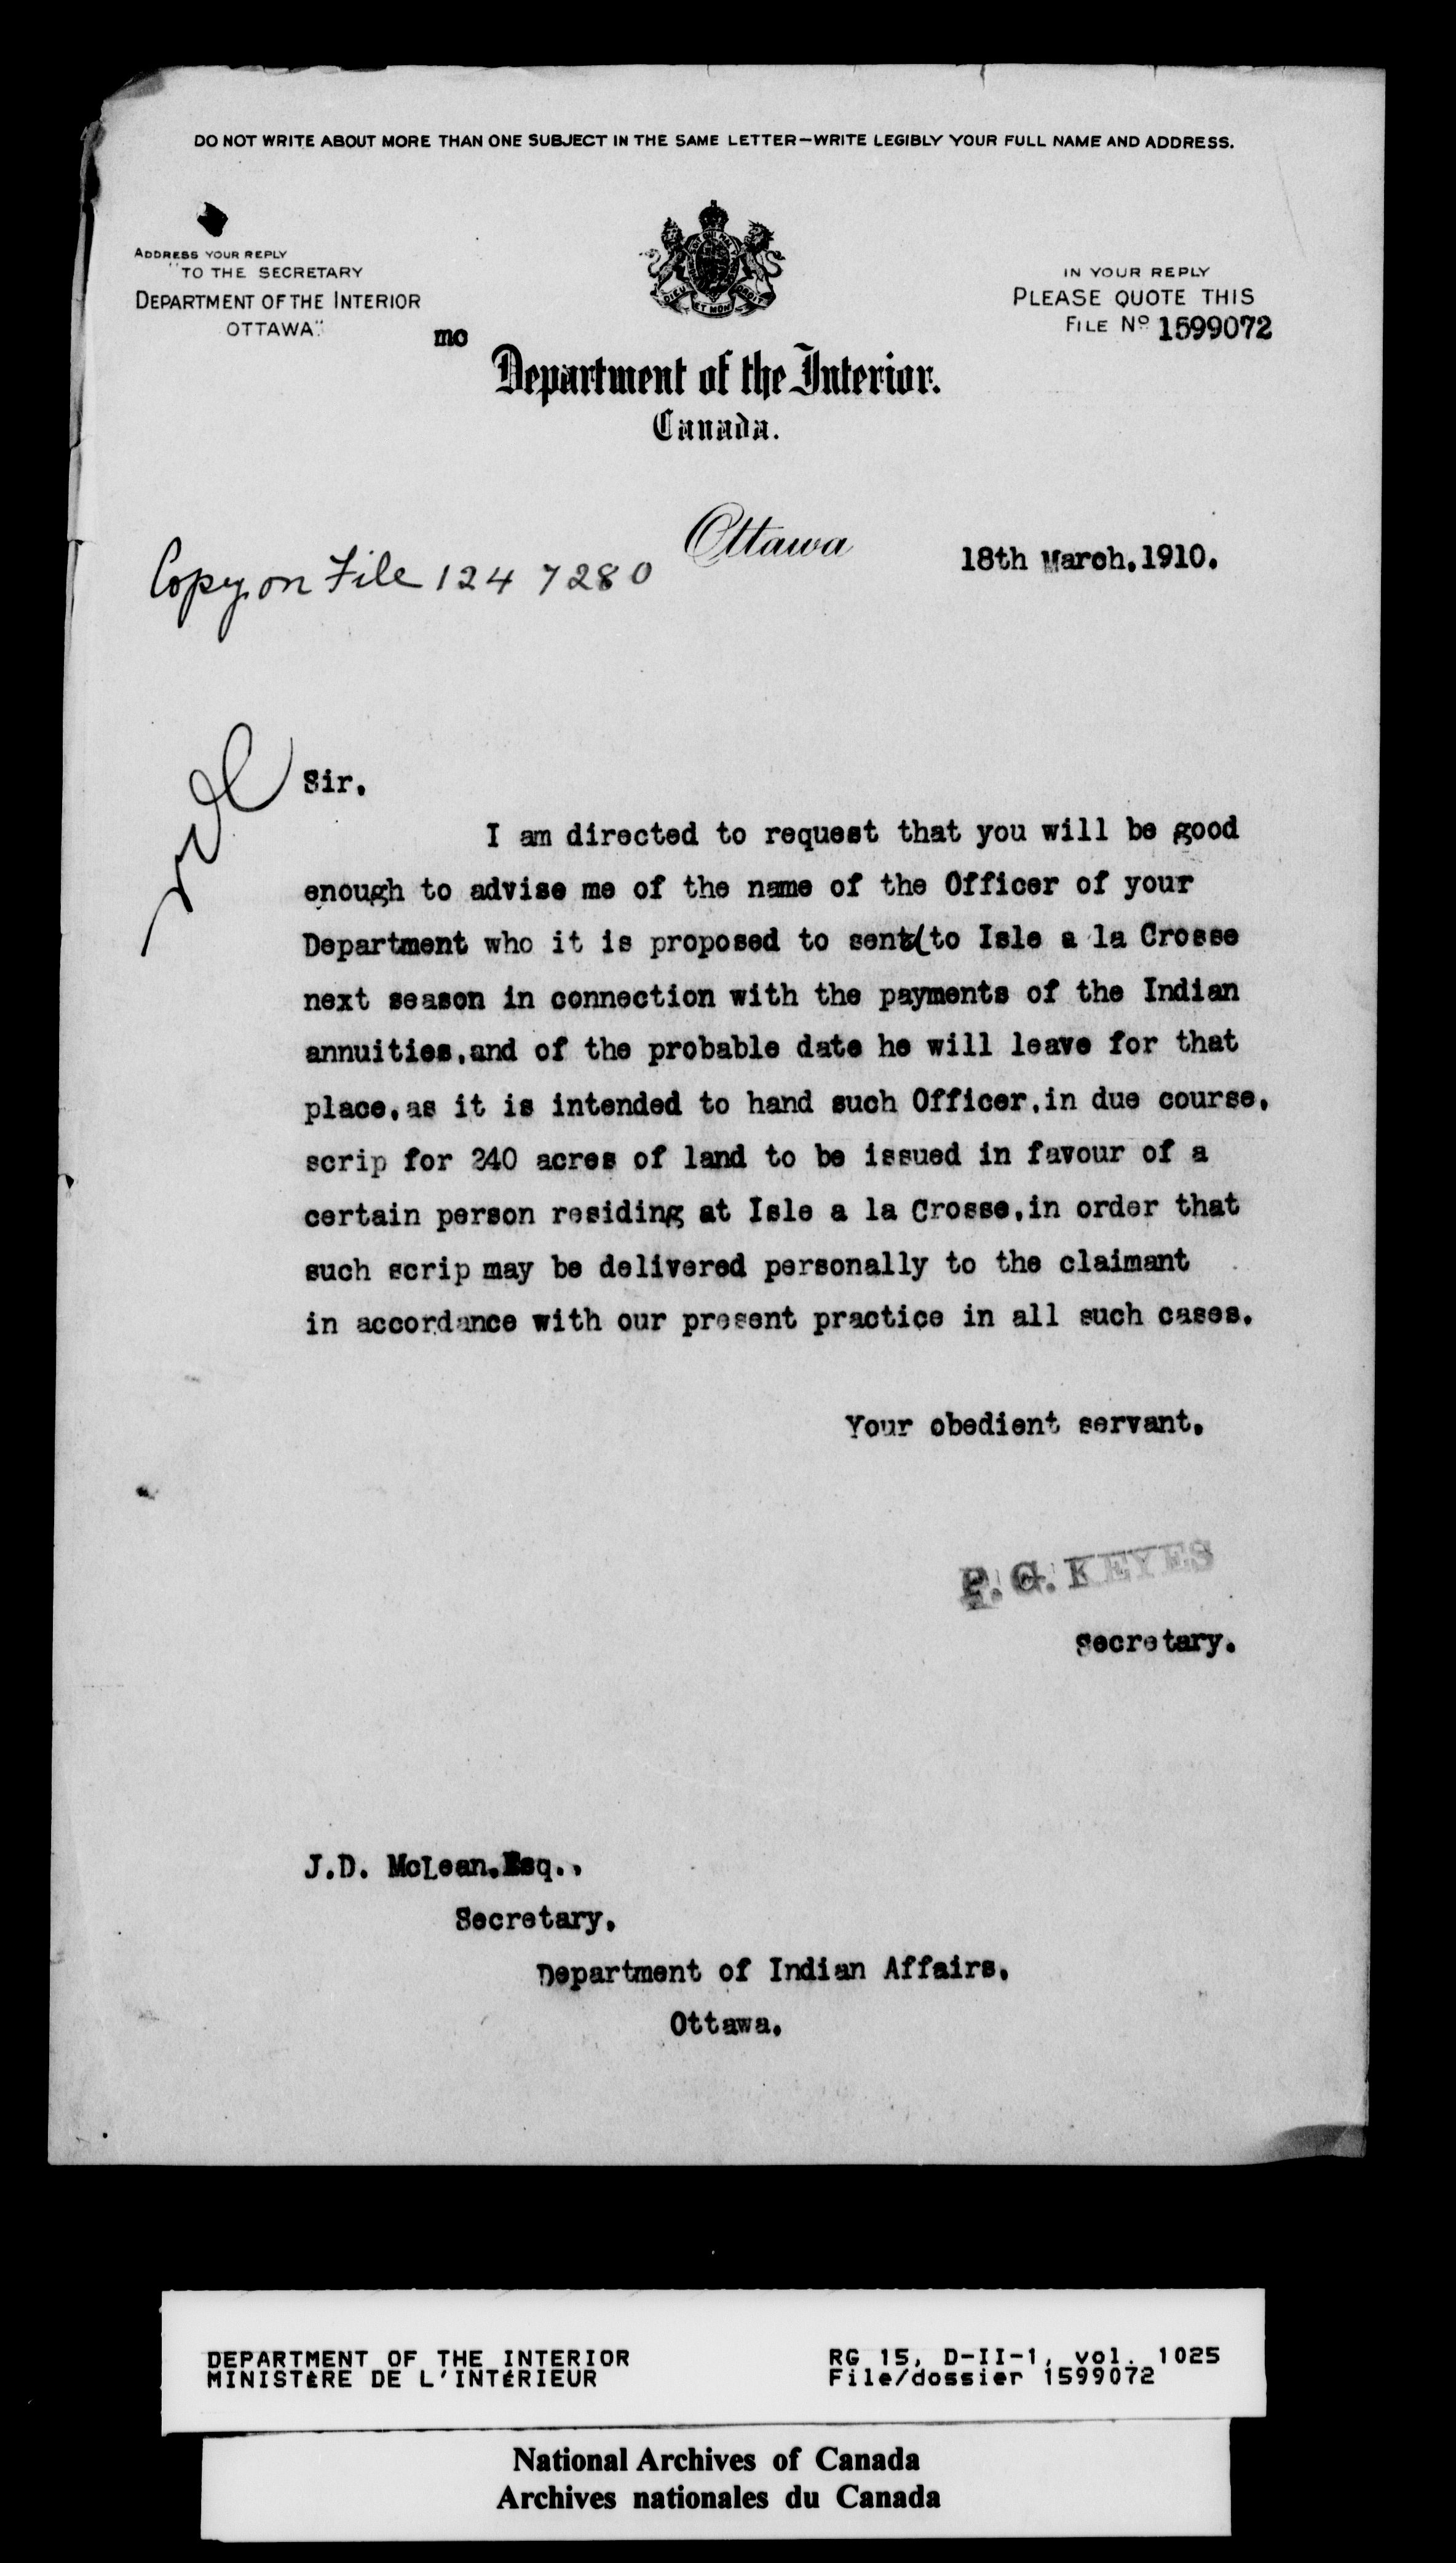 DO NOT WRITE ABOUT MORE THAN ONE SUBJECT IN THE SAME LETTER—WRITE LEGIBLY YOUR FULL NAME AND ADDRESS.
ADDRESS YOUR REPLY
"TO THE SECRETARY
DEPARTMENT OF THE INTERIOR
OTTAWA"
IN YOUR REPLY
PLEASE QUOTE THIS
FILE Nº 1599072
mc
DIEU ET MON DROIT
Department of the Interior.
Canada.
Copy on File 1247280
Ottawa 18th March, 1910.
Sir,
I am directed to request that you will be good
enough to advise me of the name of the Officer of your
Department who it is proposed to sent to Isle a la Crosse
next season in connection with the payments of the Indian
annuities, and of the probable date he will leave for that
place, as it is intended to hand such Officer, in due course,
scrip for 240 acres of land to be issued in favour of a
certain person residing at Isle a la Crosse, in order that
such scrip may be delivered personally to the claimant
in accordance with our present practice in all such cases.
Your obedient servant,
P. G. KEYES
Secretary.
J.D. McLean, Esq.,
Secretary,
Department of Indian Affairs,
Ottawa.
DEPARTMENT OF THE INTERIOR
MINISTÈRE DE L'INTÉRIEUR
RG 15, D-II-1, vol. 1025
File/dossier 1599072
National Archives of Canada
Archives nationales du Canada